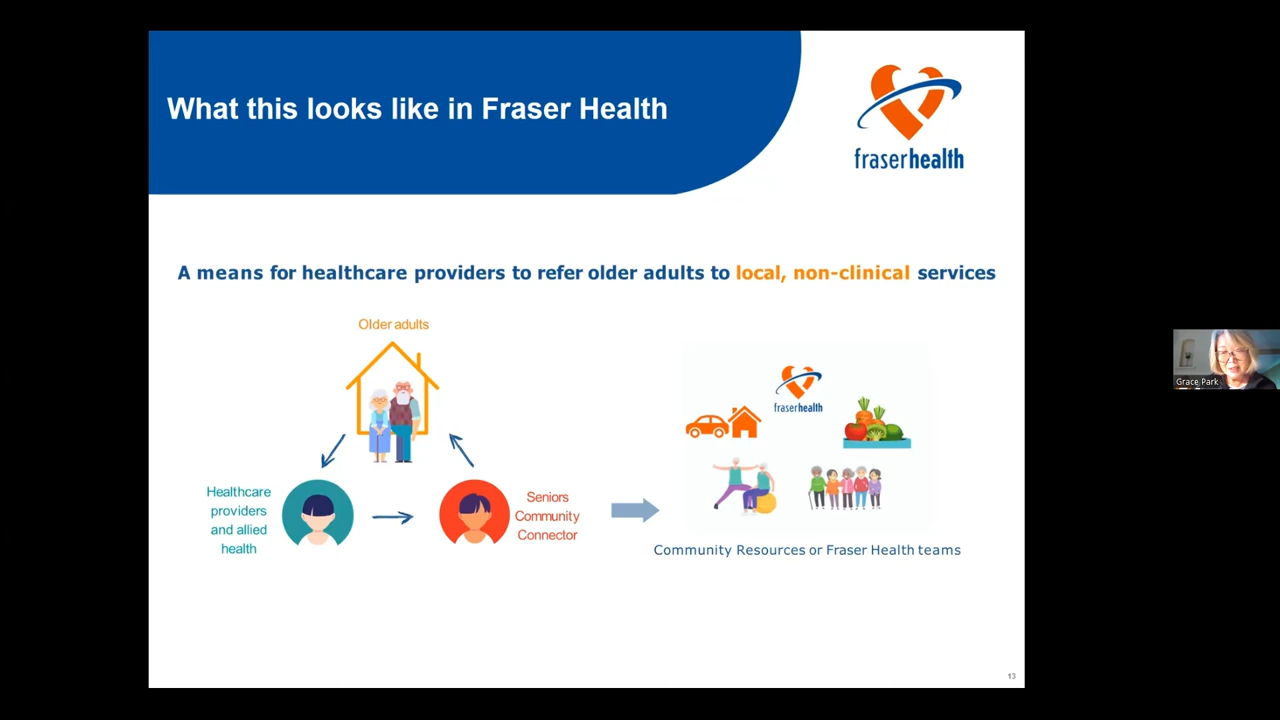 What this looks like in Fraser Health
fraserhealth
A means for healthcare providers to refer older adults to local, non-clinical services
Older adults
fraserhealth
Healthcare
providers
and allied
health
Seniors
Community
Connector
Community Resources or Fraser Health teams
Grace Park
13